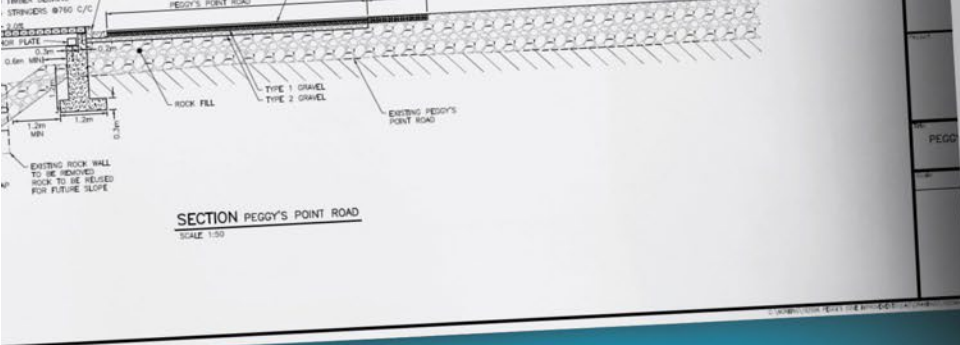 PEGGY'S POINT ROAD
STRINGERS @760 C/C
2.0%
PLATE
0.3m
0.2m
0.6m MIN
TYPE 1 GRAVEL
TYPE 2 GRAVEL
ROCK FILL
EXISTING PEGGY'S
POINT ROAD
1.2m
MIN
1.2m
0.3m
EXISTING ROCK WALL
TO BE REMOVED
ROCK TO BE REUSED
FOR FUTURE SLOPE
SECTION PEGGY'S POINT ROAD
SCALE 1:50
PEGG